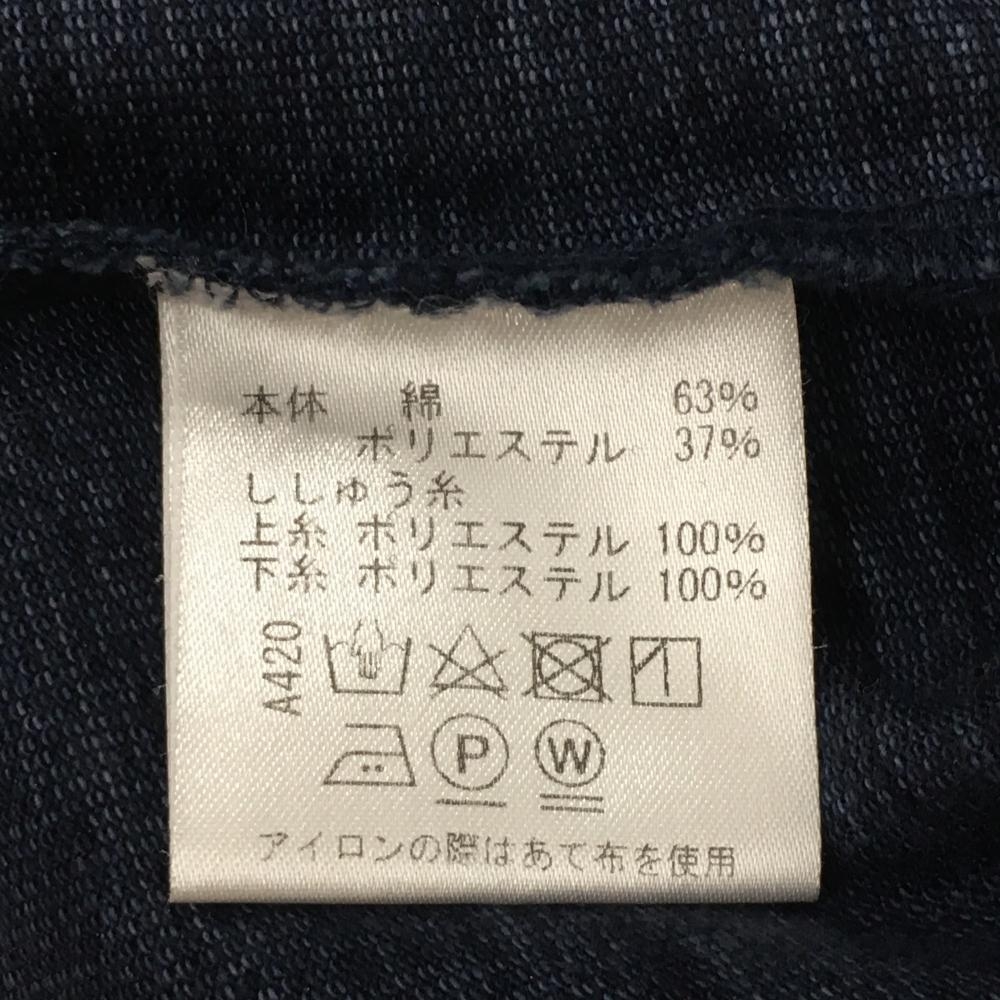 本体 綿 63%
ポリエステル 37%
ししゅう糸
上糸 ポリエステル 100%
下糸 ポリエステル 100%
A420
P W
アイロンの際はあて布を使用